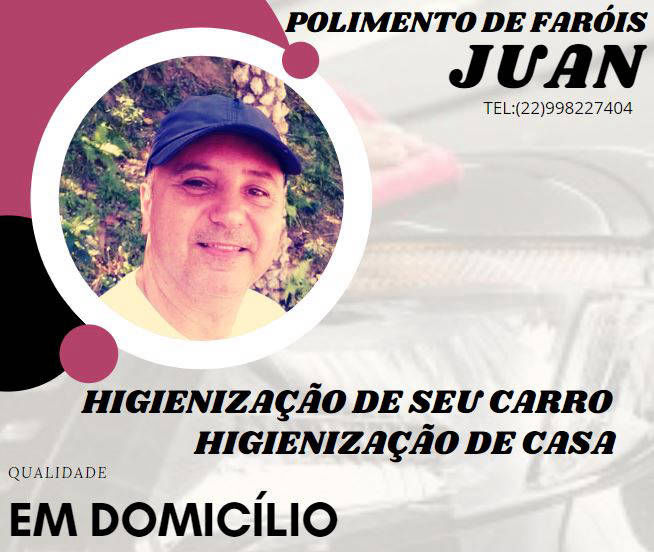 POLIMENTO DE FARÓIS
JUAN
TEL:(22)998227404
HIGIENIZAÇÃO DE SEU CARRO
HIGIENIZAÇÃO DE CASA
QUALIDADE
EM DOMICÍLIO